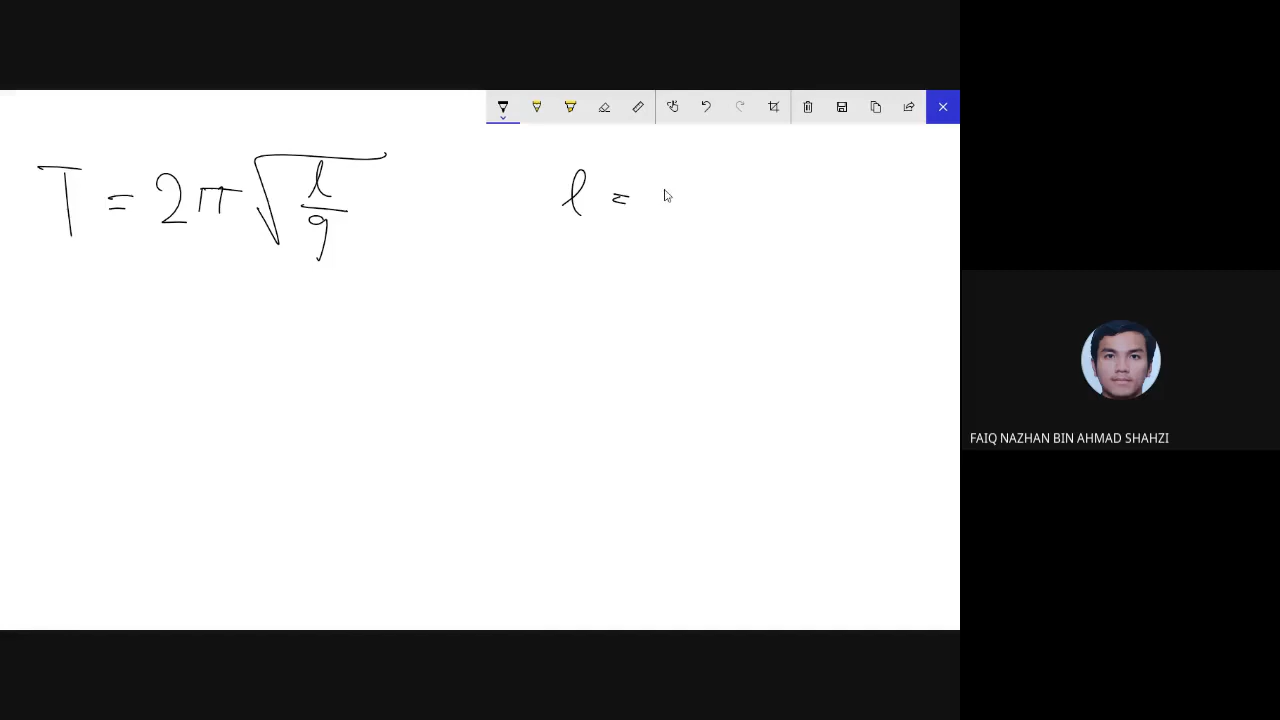 T = 2π√(l/g) l =
FAIQ NAZHAN BIN AHMAD SHAHZI